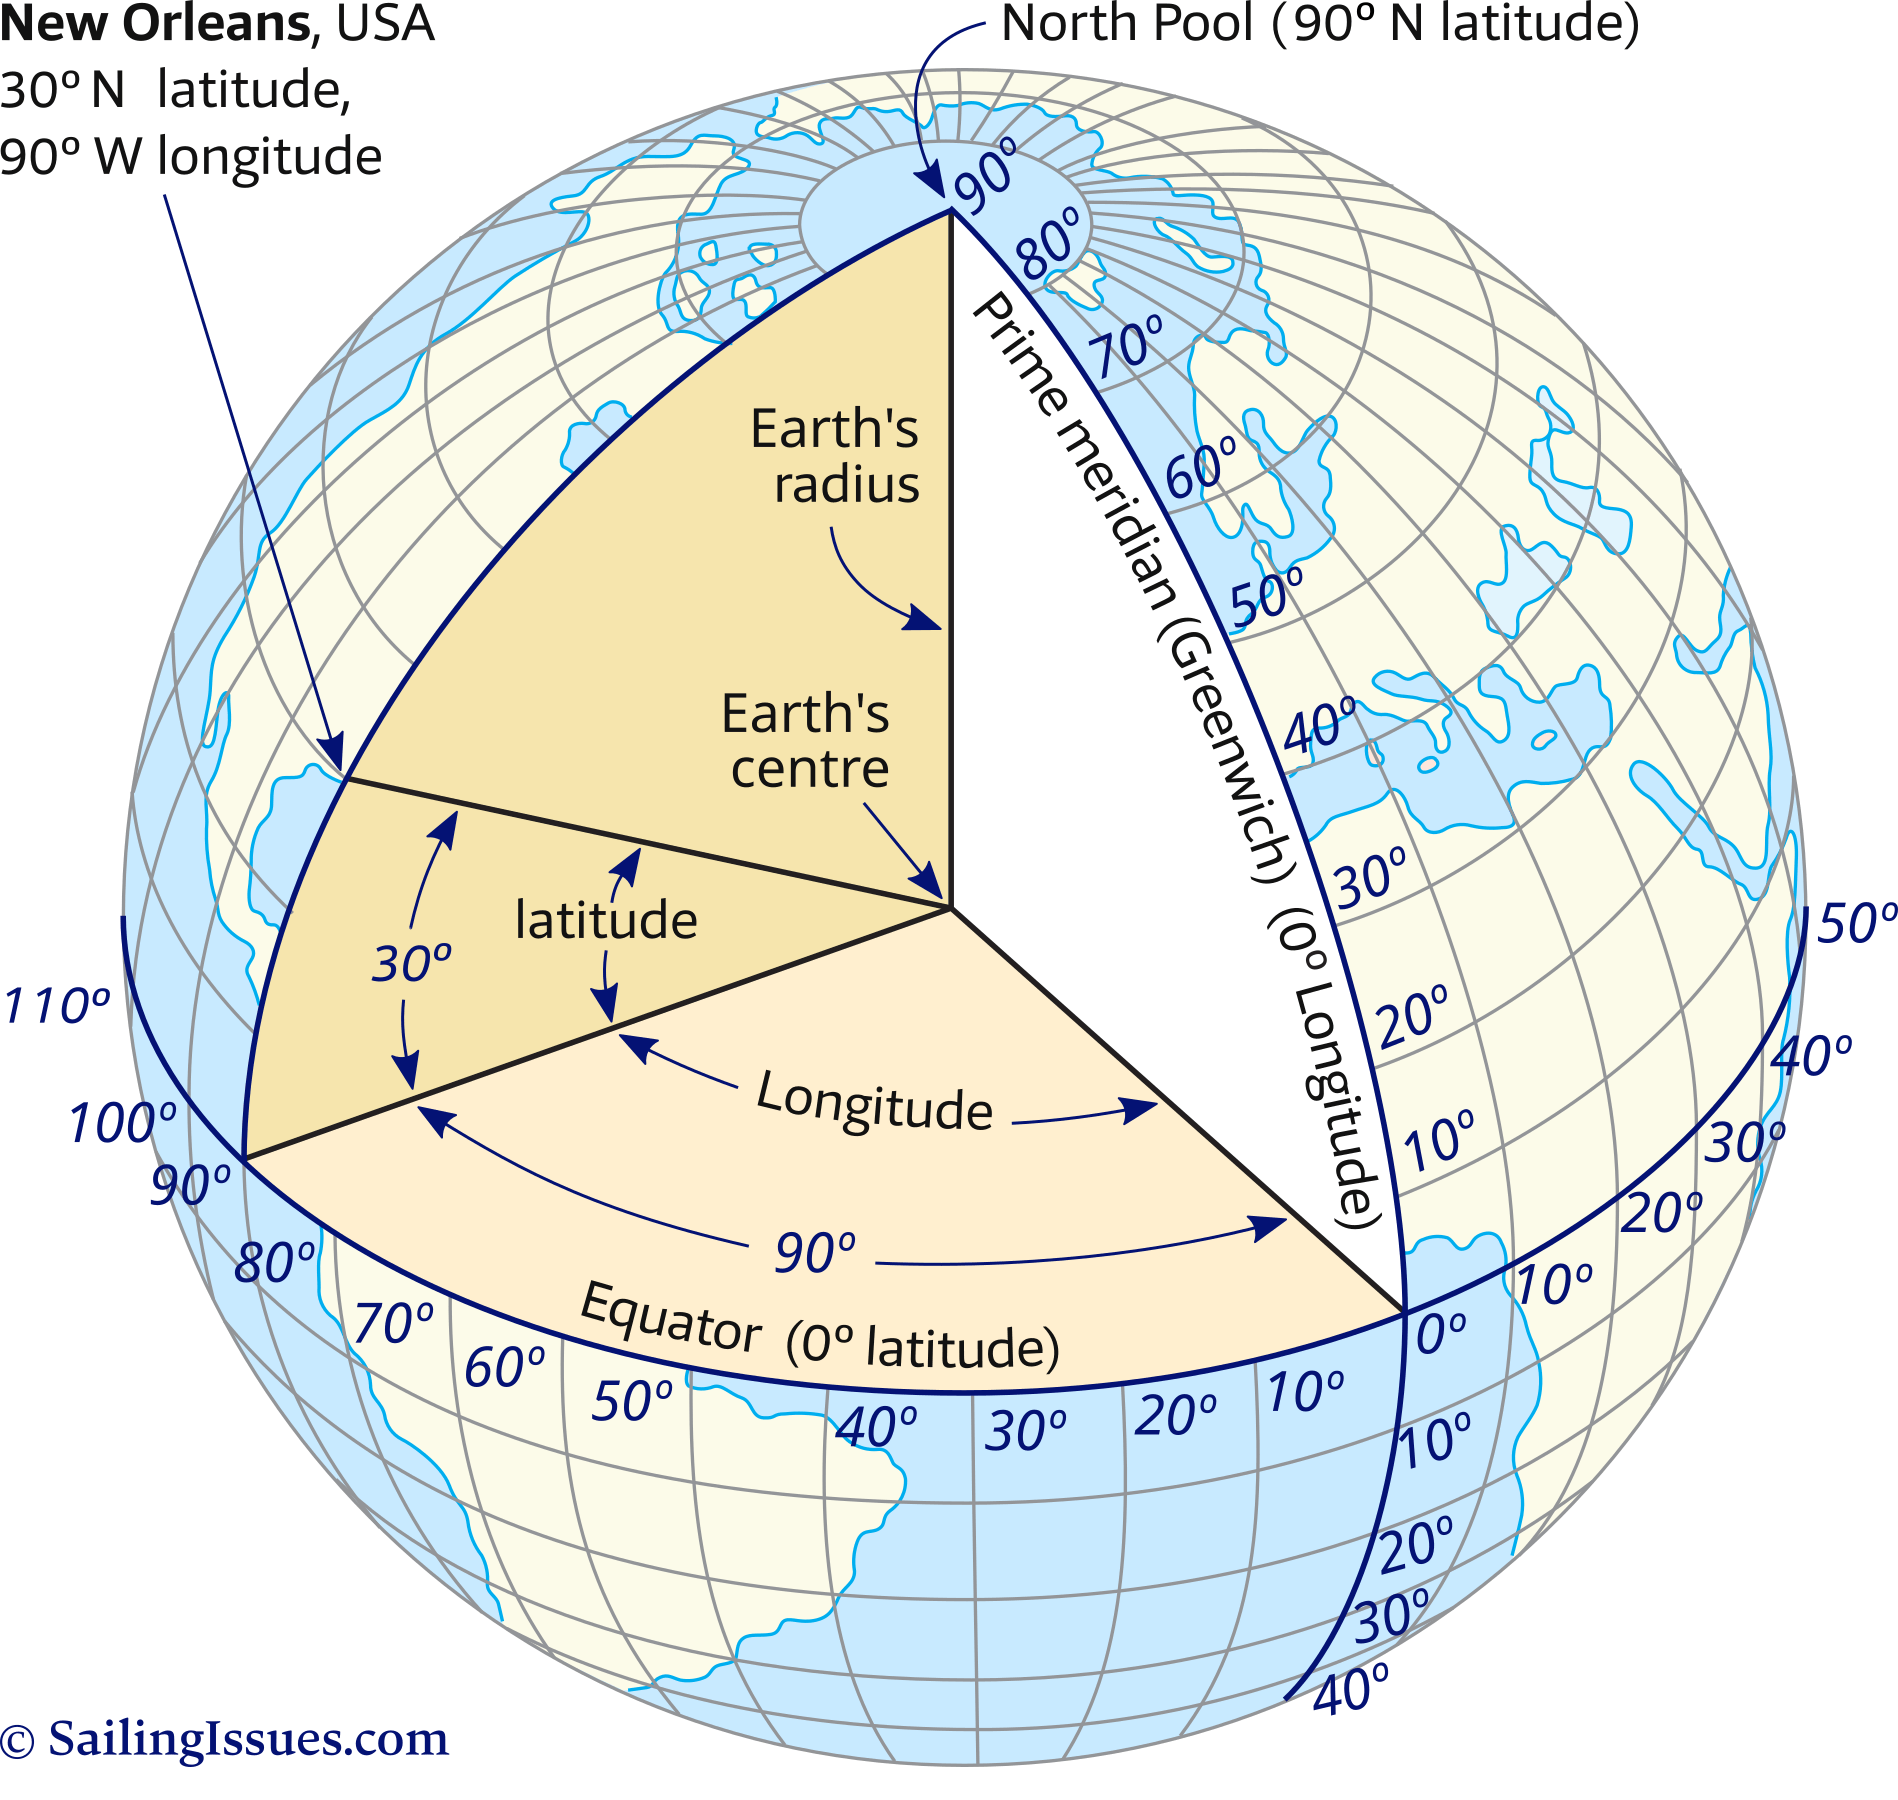 New Orleans, USA
30º N latitude,
90º W longitude
North Pool (90º N latitude)
90º
80º
70º
60º
50º
40º
30º
20º
10º
Prime meridian (Greenwich) (0º Longitude)
Earth's
radius
Earth's
centre
latitude
30º
Longitude
90º
Equator (0º latitude)
110º
100º
90º
80º
70º
60º
50º
40º
30º
20º
10º
0º
10º
20º
30º
40º
50º
10º
20º
30º
40º
© SailingIssues.com